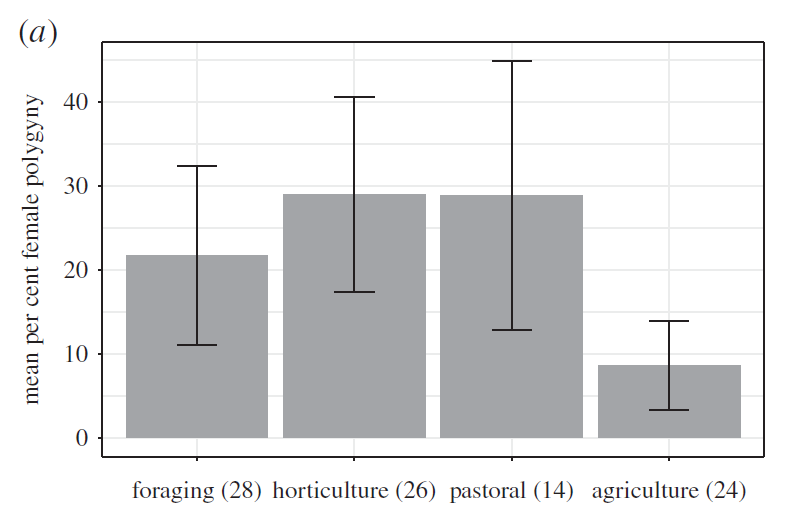 (a)
mean per cent female polygyny
40
30
20
10
0
foraging (28) horticulture (26) pastoral (14) agriculture (24)